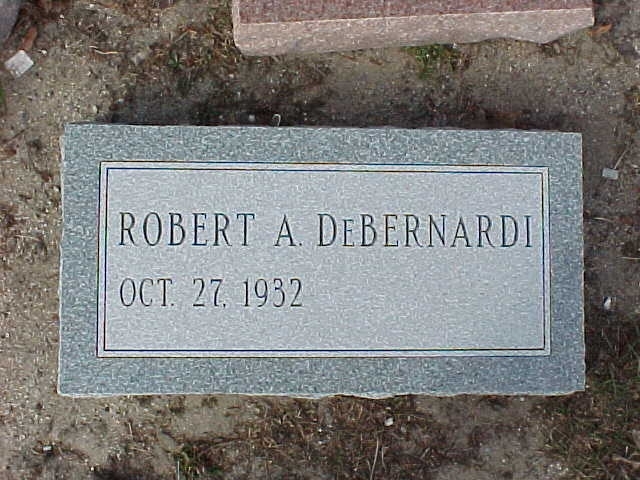 ROBERT A. DEBERNARDI
OCT. 27, 1932